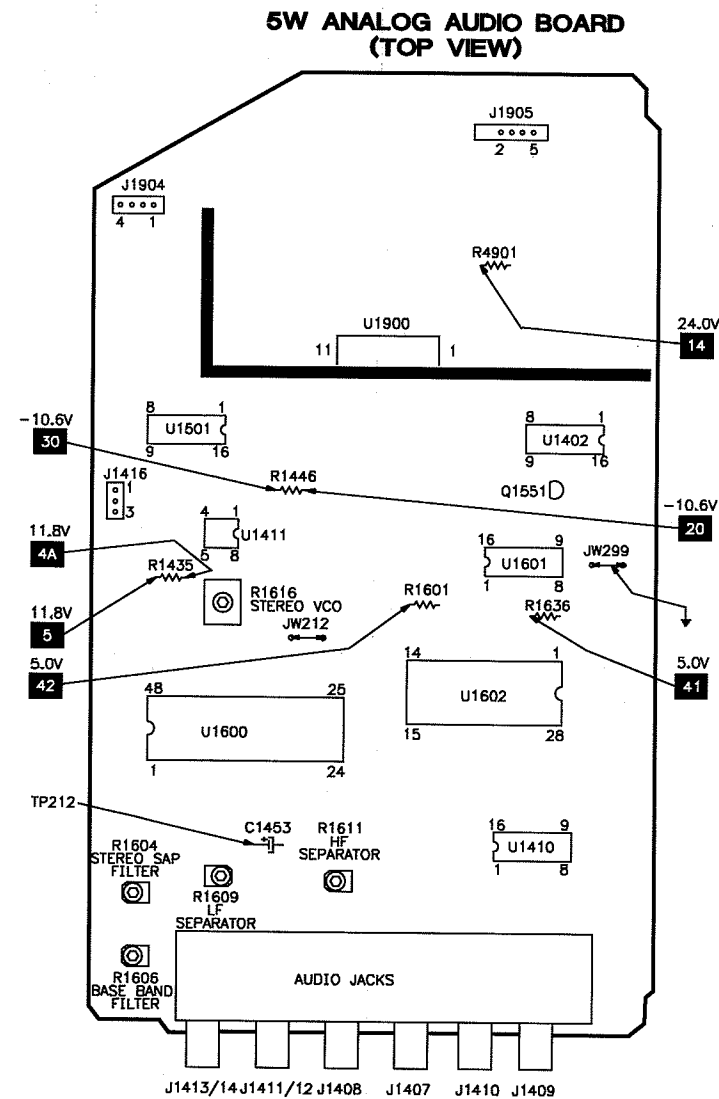 5W ANALOG AUDIO BOARD
(TOP VIEW)
J1905
2 5
J1904
4 1
R4901
24.0V
14
U1900
11 1
8 1
U1501
9 16
-10.6V
30
8 1
U1402
9 16
J1416
1
3
R1446
Q1551
-10.6V
20
4 1
U1411
5 8
11.8V
4A
R1435
16 9
U1601
1 8
JW299
R1616
STEREO VCO
R1601
R1636
11.8V
5
JW212
5.0V
42
14 1
U1602
15 28
5.0V
41
48 25
U1600
1 24
TP212
C1453
+
R1611
HF
SEPARATOR
16 9
U1410
1 8
R1604
STEREO SAP
FILTER
R1609
LF
SEPARATOR
R1606
BASE BAND
FILTER
AUDIO JACKS
J1413/14 J1411/12 J1408 J1407 J1410 J1409